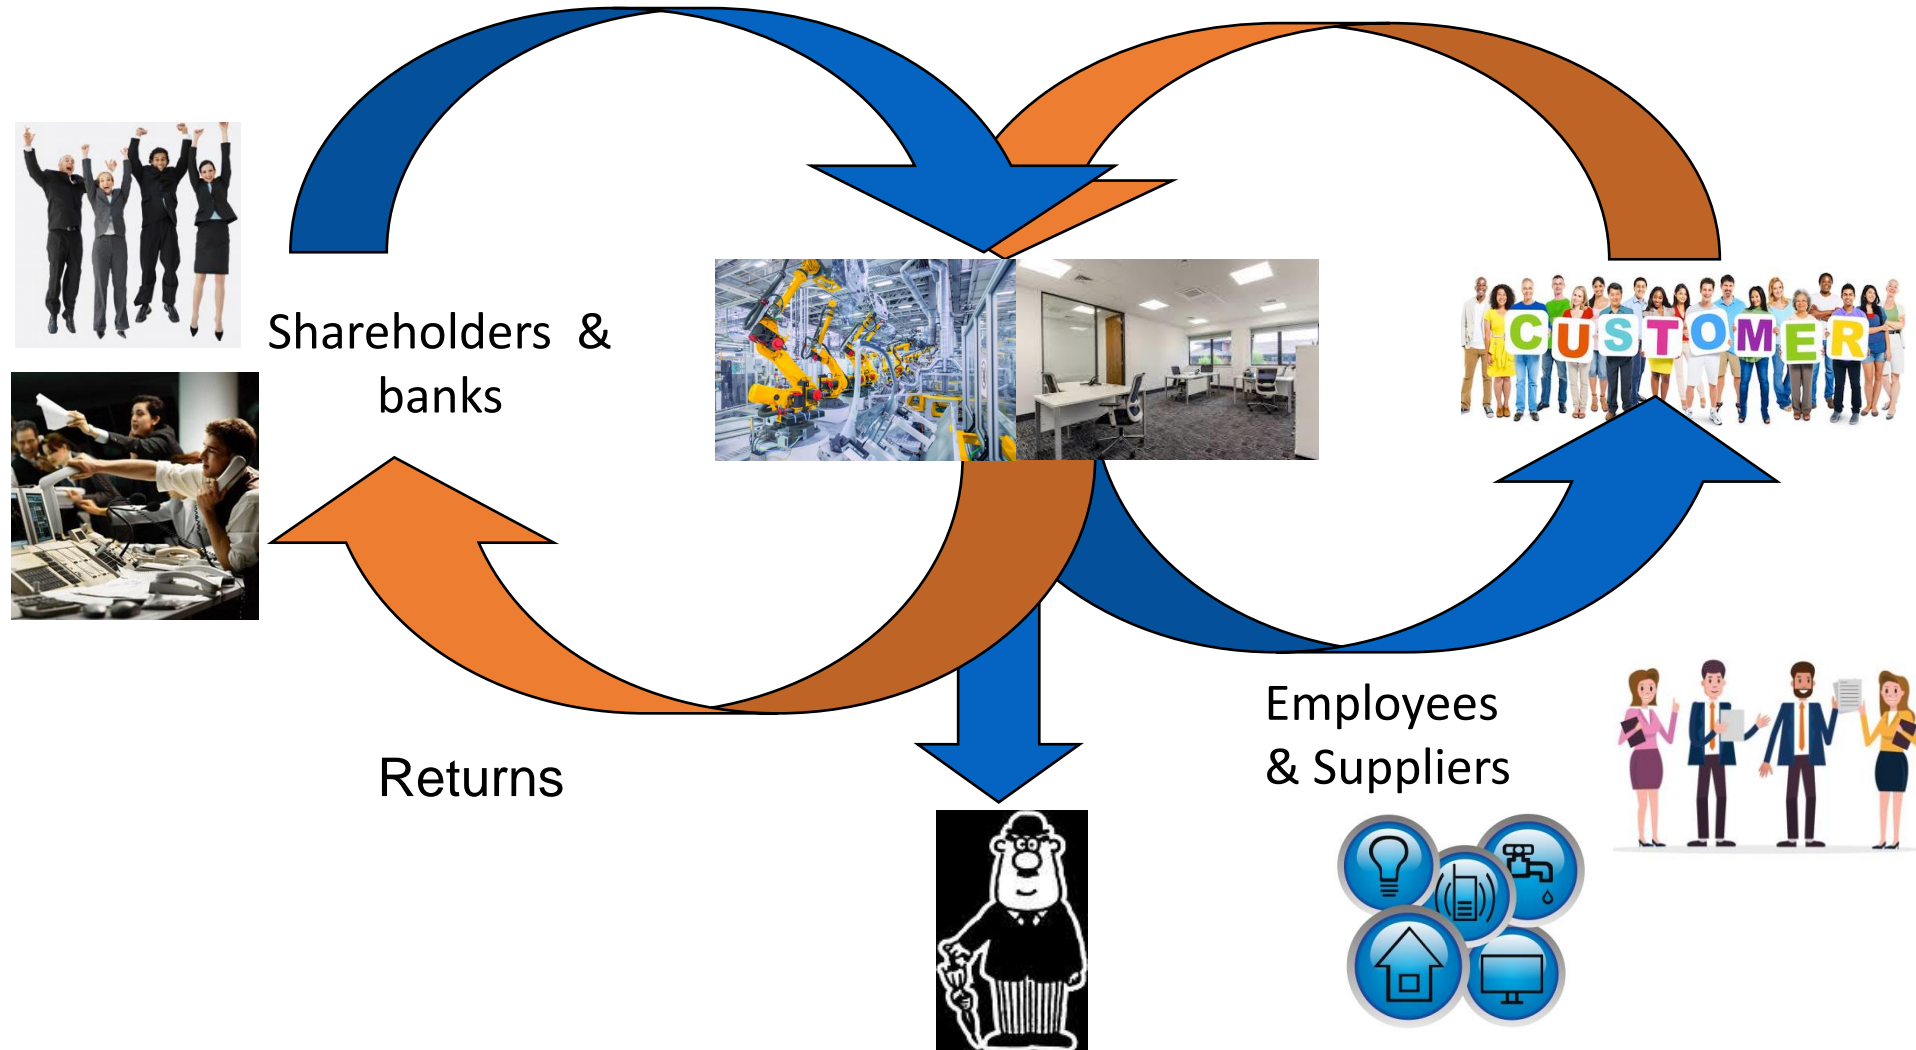 Shareholders &
banks
CUSTOMER
Employees
& Suppliers
Returns